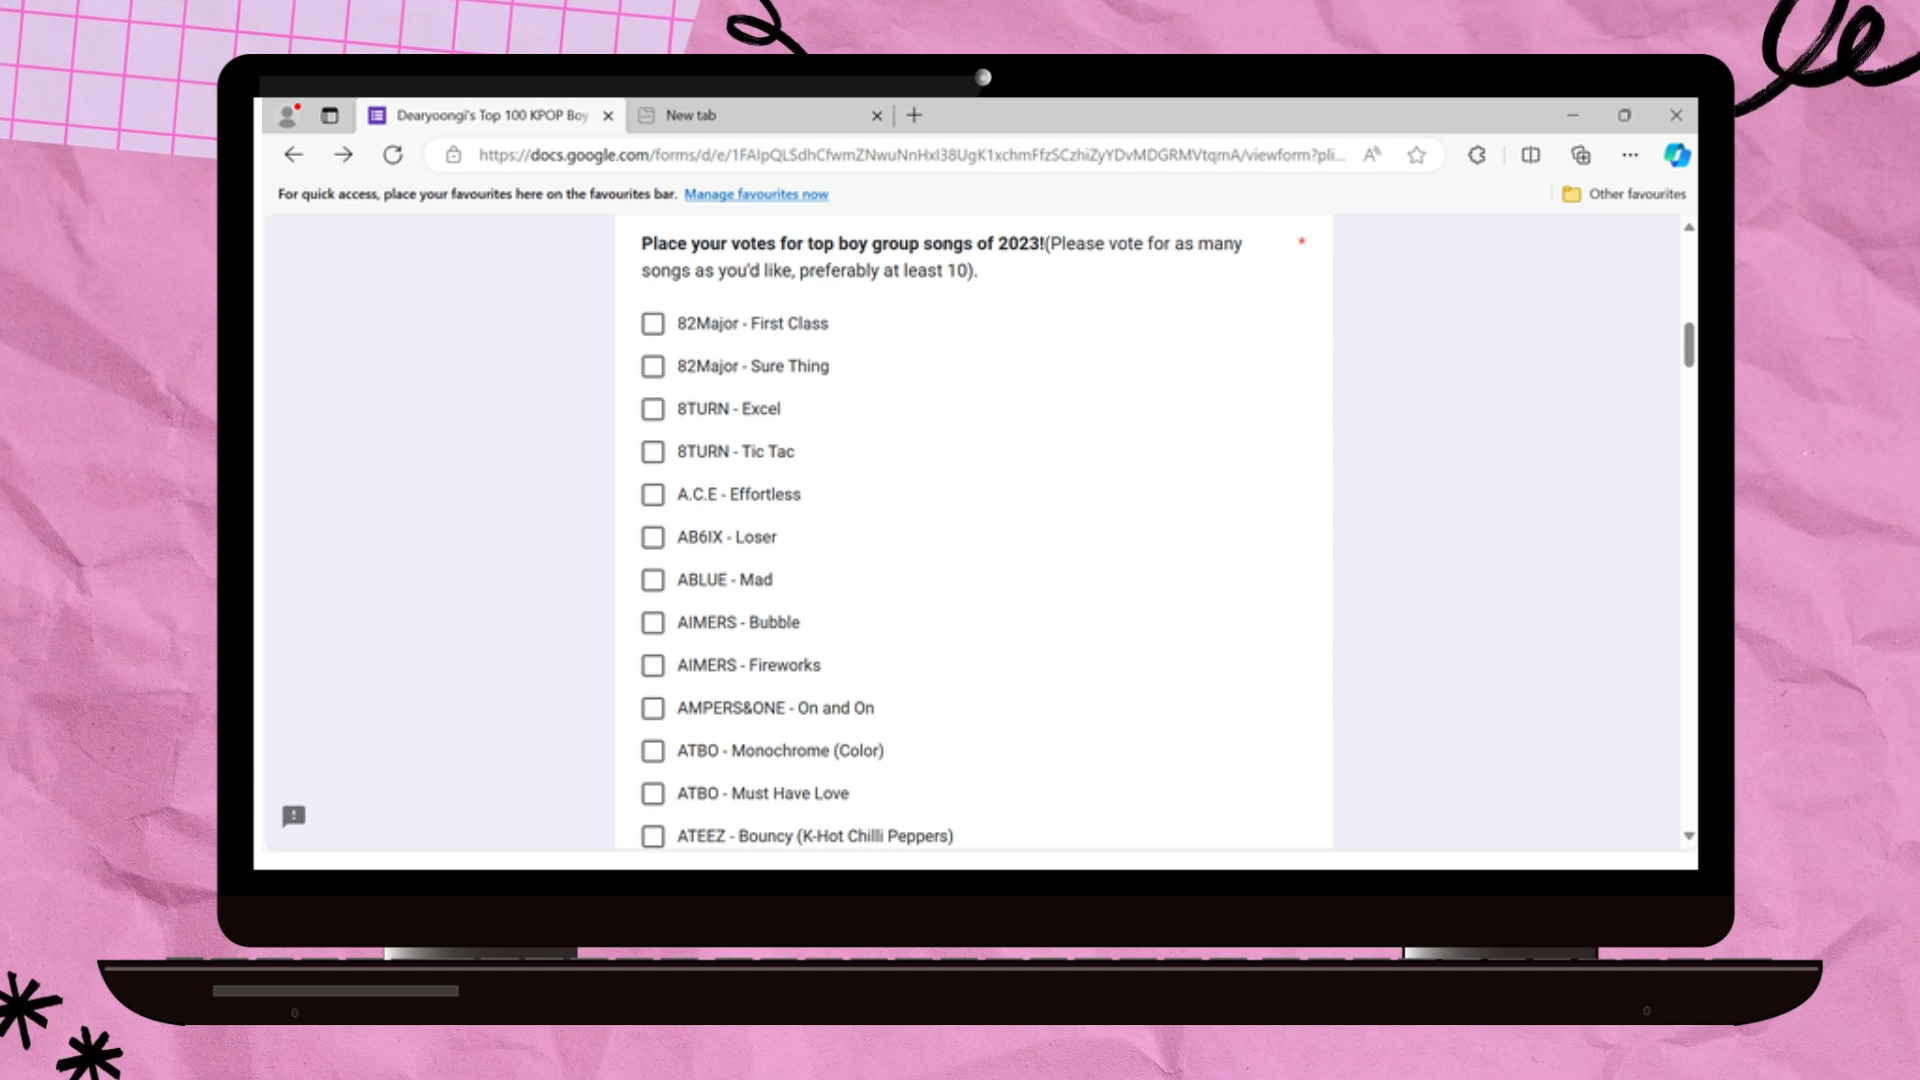 Dearyoongi's Top 100 KPOP Boy
New tab
https://docs.google.com/forms/d/e/1FAIpQLSdhCfwmZNwuNnHxI38UgK1xchmFfzSCzhiZyYDvMDGRMVtqmA/viewform?pli...
For quick access, place your favourites here on the favourites bar. Manage favourites now
Other favourites
Place your votes for top boy group songs of 2023!(Please vote for as many *
songs as you'd like, preferably at least 10).
82Major - First Class
82Major - Sure Thing
8TURN - Excel
8TURN - Tic Tac
A.C.E - Effortless
AB6IX - Loser
ABLUE - Mad
AIMERS - Bubble
AIMERS - Fireworks
AMPERS&ONE - On and On
ATBO - Monochrome (Color)
ATBO - Must Have Love
ATEEZ - Bouncy (K-Hot Chilli Peppers)